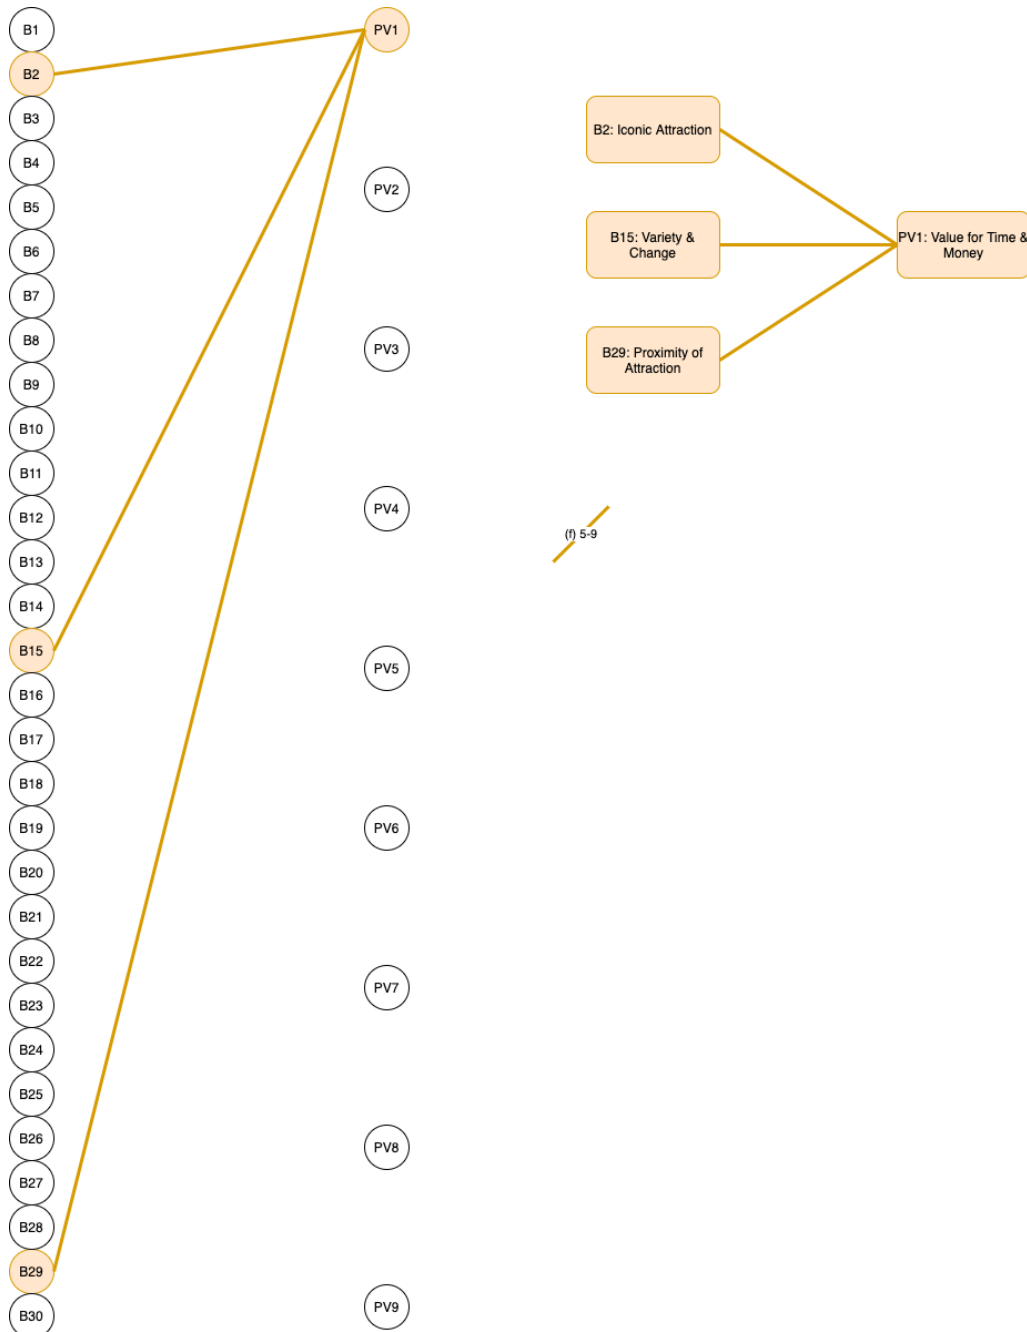 B1
B2
B3
B4
B5
B6
B7
B8
B9
B10
B11
B12
B13
B14
B15
B16
B17
B18
B19
B20
B21
B22
B23
B24
B25
B26
B27
B28
B29
B30
PV1
PV2
PV3
PV4
PV5
PV6
PV7
PV8
PV9
B2: Iconic Attraction
B15: Variety &
Change
B29: Proximity of
Attraction
PV1: Value for Time &
Money
(f) 5-9